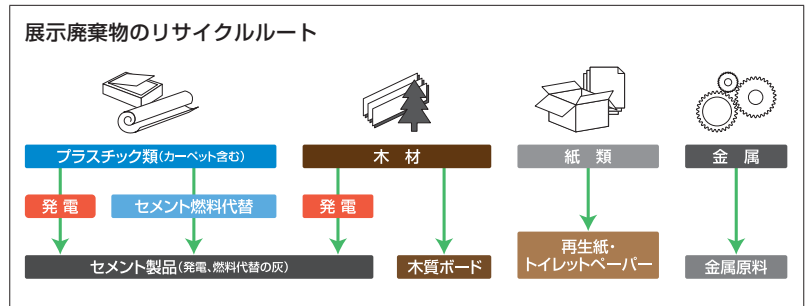 展示廃棄物のリサイクルルート
プラスチック類(カーペット含む)
木 材
紙 類
金 属
発 電
セメント燃料代替
発 電
セメント製品(発電、燃料代替の灰)
木質ボード
再生紙・
トイレットペーパー
金属原料